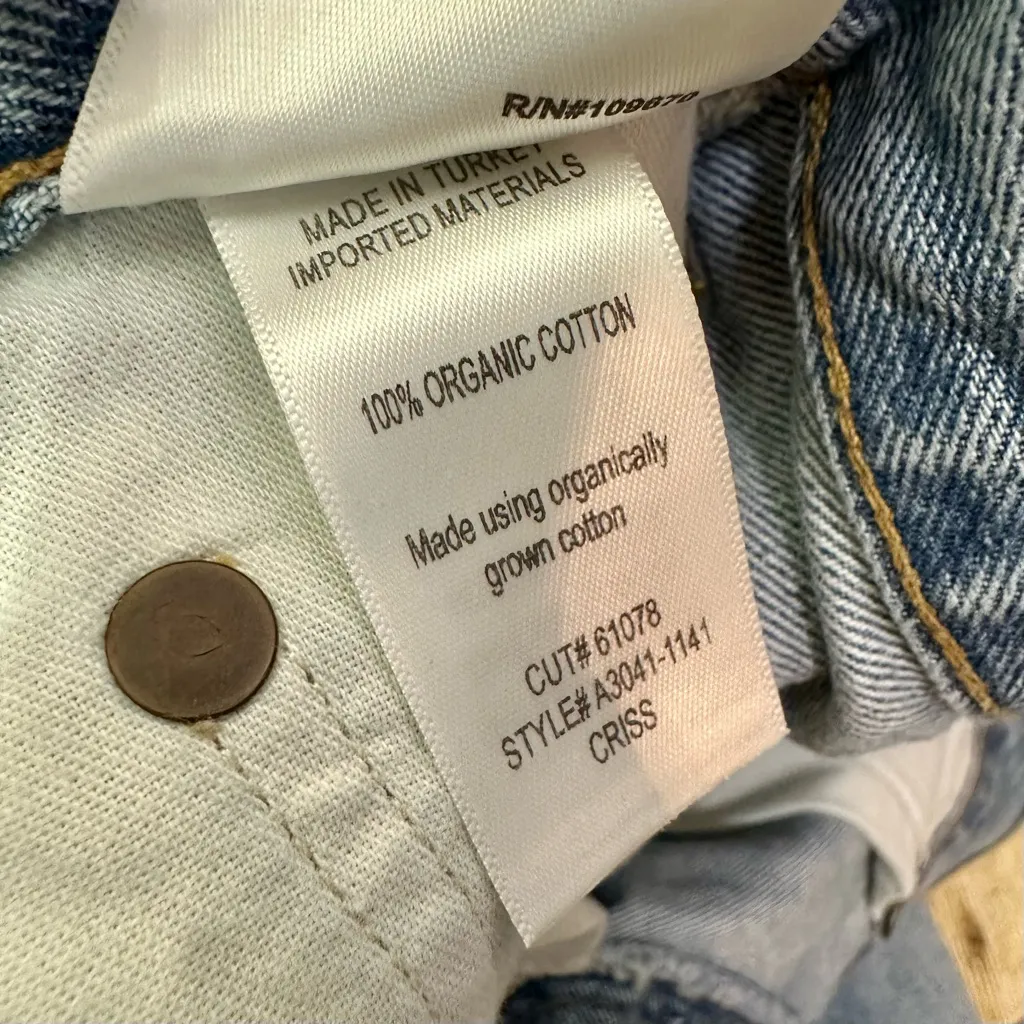 R/N#109670
MADE IN TURKEY
IMPORTED MATERIALS
100% ORGANIC COTTON
Made using organically
grown cotton
CUT# 61078
STYLE# A3041-1141
CRISS